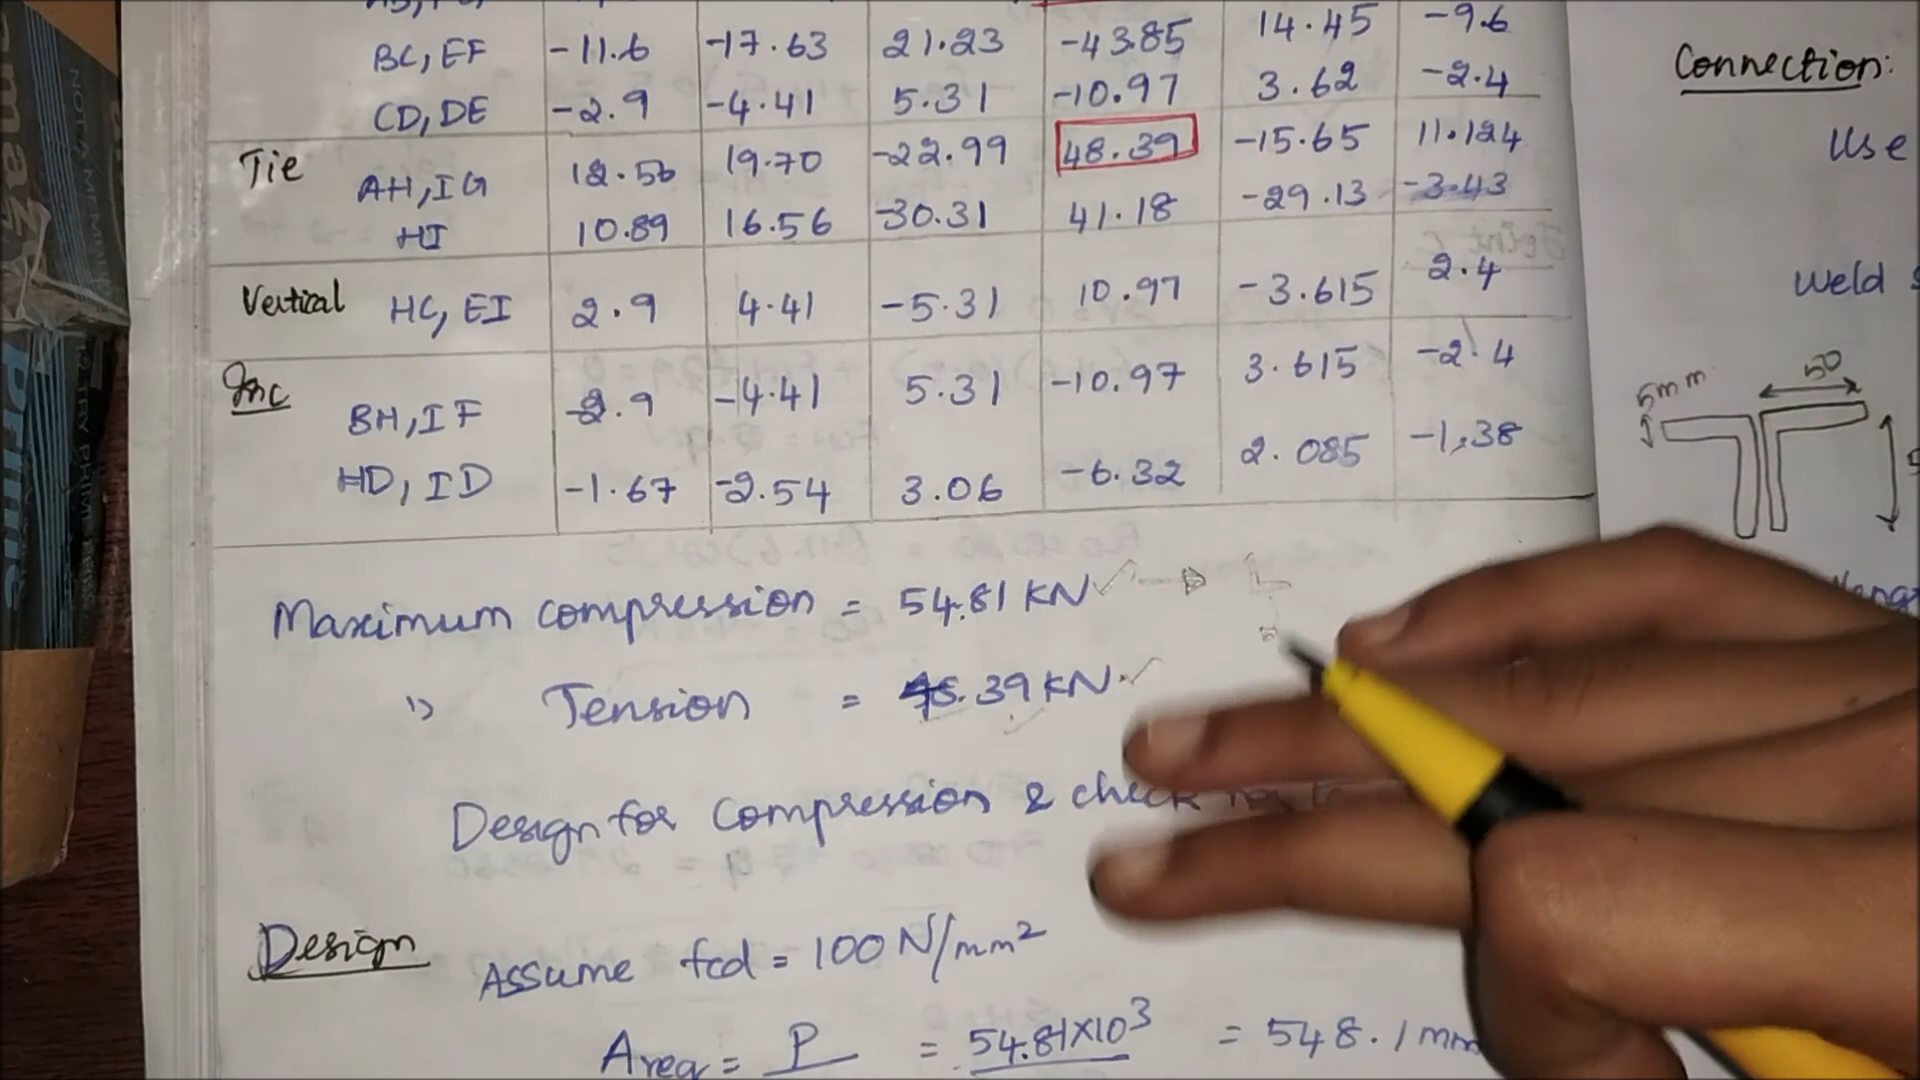 BC, EF -11.6 -17.63 21.23 -43.85 14.45 -9.6
CD, DE -2.9 -4.41 5.31 -10.97 3.62 -2.4
Tie AH, IG 12.56 19.70 -22.99 48.39 -15.65 11.124
HI 10.89 16.56 -30.31 41.18 -29.13 -3.43
Vertical HC, EI 2.9 4.41 -5.31 10.97 -3.615 2.4
Inc BH, IF -2.9 -4.41 5.31 -10.97 3.615 -2.4
HD, ID -1.67 -2.54 3.06 -6.32 2.085 -1.38
Maximum compression = 54.81 KN
" Tension = 48.39 KN
Design for Compression & check
Design
Assume fcd = 100 N/mm2
Area = P = 54.81X10³ = 548.1 mm
Connection:
Use
Weld
5mm 50
NOT A M
Prime